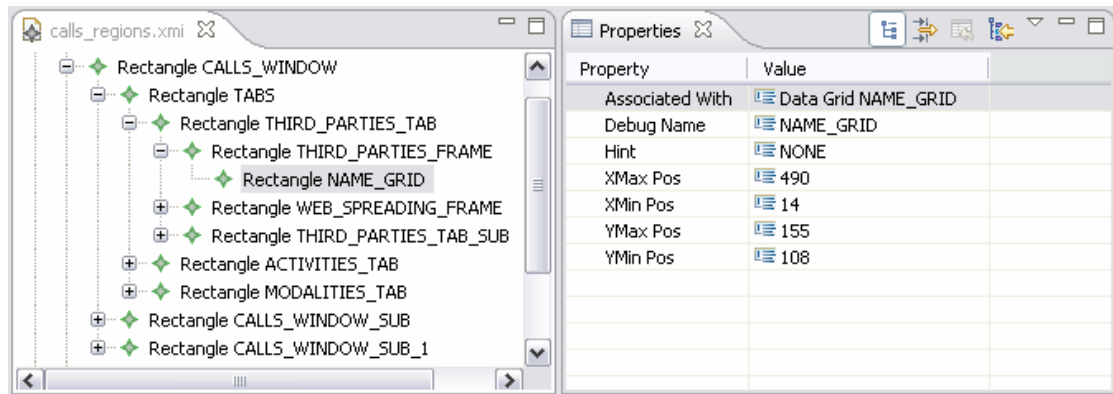 calls_regions.xmi
Rectangle CALLS_WINDOW
Rectangle TABS
Rectangle THIRD_PARTIES_TAB
Rectangle THIRD_PARTIES_FRAME
Rectangle NAME_GRID
Rectangle WEB_SPREADING_FRAME
Rectangle THIRD_PARTIES_TAB_SUB
Rectangle ACTIVITIES_TAB
Rectangle MODALITIES_TAB
Rectangle CALLS_WINDOW_SUB
Rectangle CALLS_WINDOW_SUB_1
Properties
Property Value
Associated With Data Grid NAME_GRID
Debug Name NAME_GRID
Hint NONE
XMax Pos 490
XMin Pos 14
YMax Pos 155
YMin Pos 108